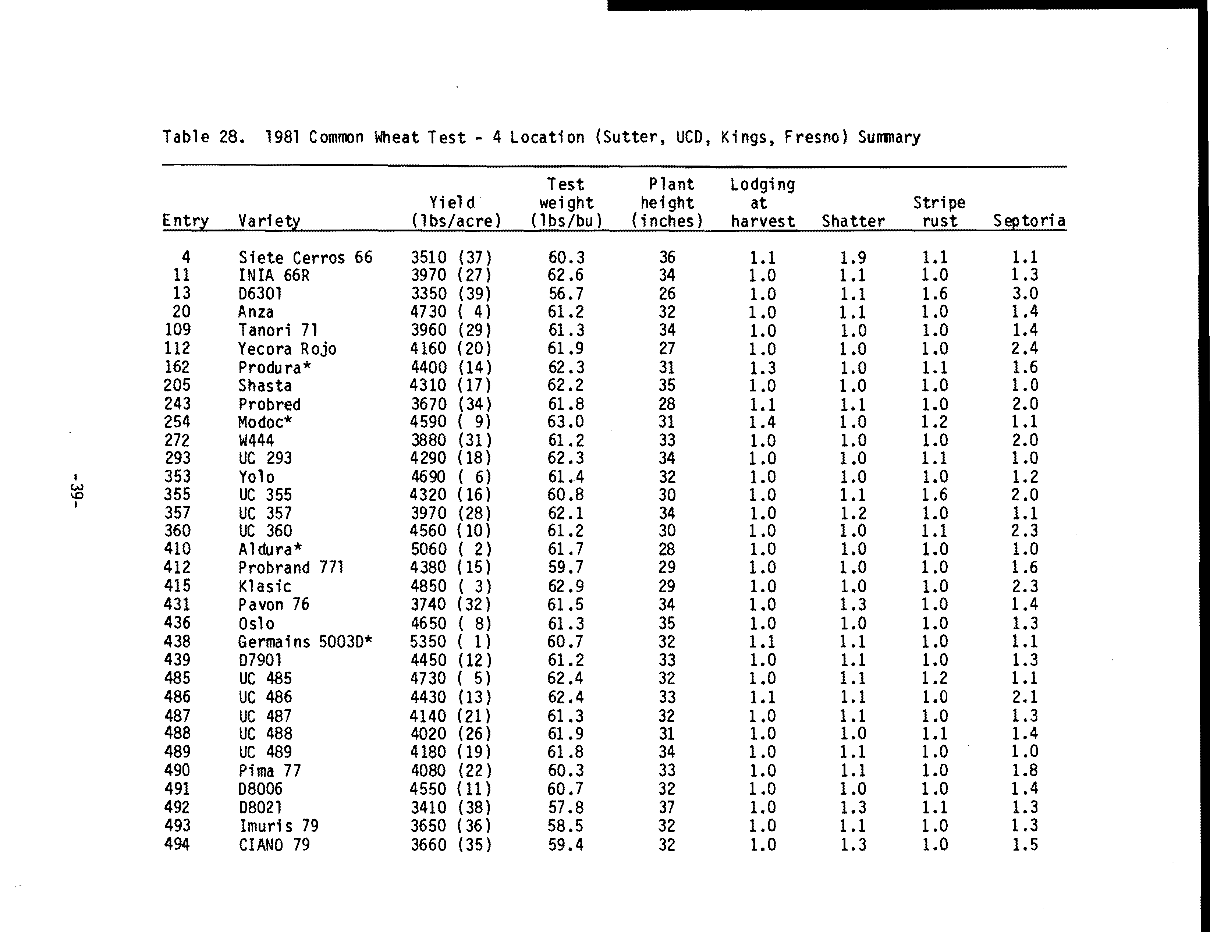 Table 28. 1981 Common Wheat Test - 4 Location (Sutter, UCD, Kings, Fresno) Summary
Test Plant Lodging
Yield weight height at Stripe
Entry Variety (lbs/acre) (lbs/bu) (inches) harvest Shatter rust Septoria
4 Siete Cerros 66 3510 (37) 60.3 36 1.1 1.9 1.1 1.1
11 INIA 66R 3970 (27) 62.6 34 1.0 1.1 1.0 1.3
13 D6301 3350 (39) 56.7 26 1.0 1.1 1.6 3.0
20 Anza 4730 ( 4) 61.2 32 1.0 1.1 1.0 1.4
109 Tanori 71 3960 (29) 61.3 34 1.0 1.0 1.0 1.4
112 Yecora Rojo 4160 (20) 61.9 27 1.0 1.0 1.0 2.4
162 Produra* 4400 (14) 62.3 31 1.3 1.0 1.1 1.6
205 Shasta 4310 (17) 62.2 35 1.0 1.0 1.0 1.0
243 Probred 3670 (34) 61.8 28 1.1 1.1 1.0 2.0
254 Modoc* 4590 ( 9) 63.0 31 1.4 1.0 1.2 1.1
272 W444 3880 (31) 61.2 33 1.0 1.0 1.0 2.0
293 UC 293 4290 (18) 62.3 34 1.0 1.0 1.1 1.0
353 Yolo 4690 ( 6) 61.4 32 1.0 1.0 1.0 1.2
355 UC 355 4320 (16) 60.8 30 1.0 1.1 1.6 2.0
357 UC 357 3970 (28) 62.1 34 1.0 1.2 1.0 1.1
360 UC 360 4560 (10) 61.2 30 1.0 1.0 1.1 2.3
410 Aldura* 5060 ( 2) 61.7 28 1.0 1.0 1.0 1.0
412 Probrand 771 4380 (15) 59.7 29 1.0 1.0 1.0 1.6
415 Klasic 4850 ( 3) 62.9 29 1.0 1.0 1.0 2.3
431 Pavon 76 3740 (32) 61.5 34 1.0 1.3 1.0 1.4
436 Oslo 4650 ( 8) 61.3 35 1.0 1.0 1.0 1.3
438 Germains 5003D* 5350 ( 1) 60.7 32 1.1 1.1 1.0 1.1
439 D7901 4450 (12) 61.2 33 1.0 1.1 1.0 1.3
485 UC 485 4730 ( 5) 62.4 32 1.0 1.1 1.2 1.1
486 UC 486 4430 (13) 62.4 33 1.1 1.1 1.0 2.1
487 UC 487 4140 (21) 61.3 32 1.0 1.1 1.0 1.3
488 UC 488 4020 (26) 61.9 31 1.0 1.0 1.1 1.4
489 UC 489 4180 (19) 61.8 34 1.0 1.1 1.0 1.0
490 Pima 77 4080 (22) 60.3 33 1.0 1.1 1.0 1.8
491 D8006 4550 (11) 60.7 32 1.0 1.0 1.0 1.4
492 D8021 3410 (38) 57.8 37 1.0 1.3 1.1 1.3
493 Imuris 79 3650 (36) 58.5 32 1.0 1.1 1.0 1.3
494 CIANO 79 3660 (35) 59.4 32 1.0 1.3 1.0 1.5
-39-